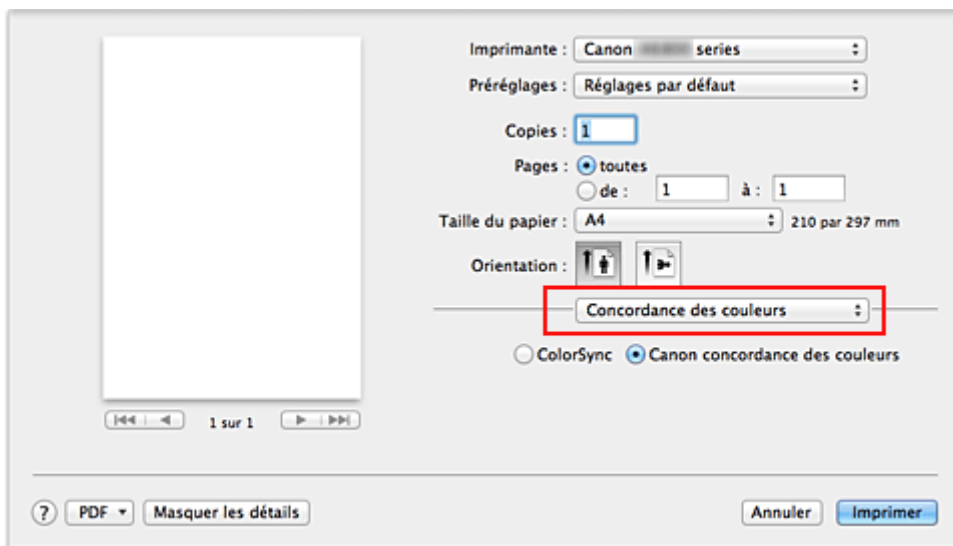 Imprimante : Canon series
Préréglages : Réglages par défaut
Copies : 1
Pages : toutes
de : 1 à : 1
Taille du papier : A4 210 par 297 mm
Orientation :
Concordance des couleurs
ColorSync Canon concordance des couleurs
1 sur 1
? PDF Masquer les détails Annuler Imprimer